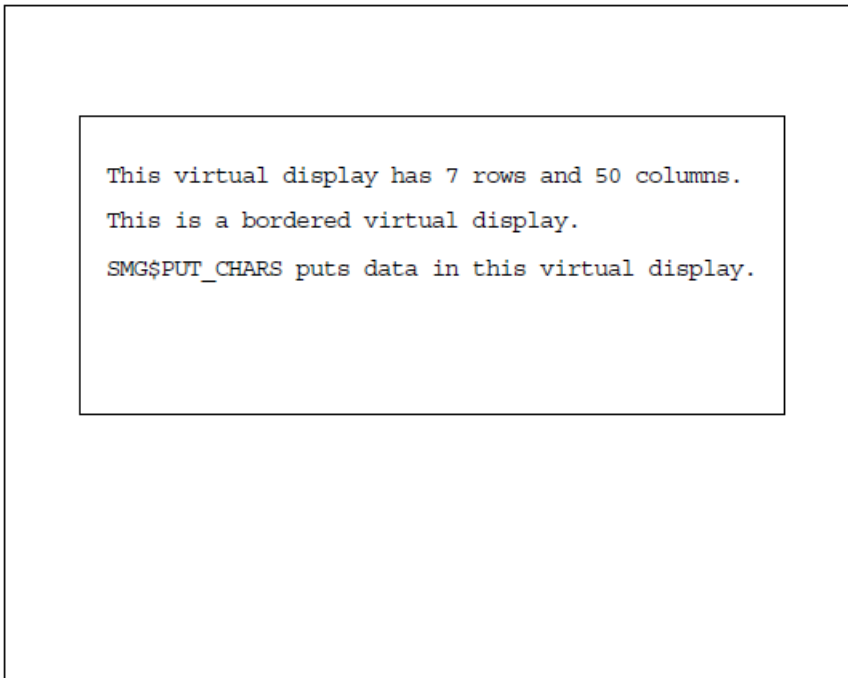 This virtual display has 7 rows and 50 columns.
This is a bordered virtual display.
SMG$PUT_CHARS puts data in this virtual display.